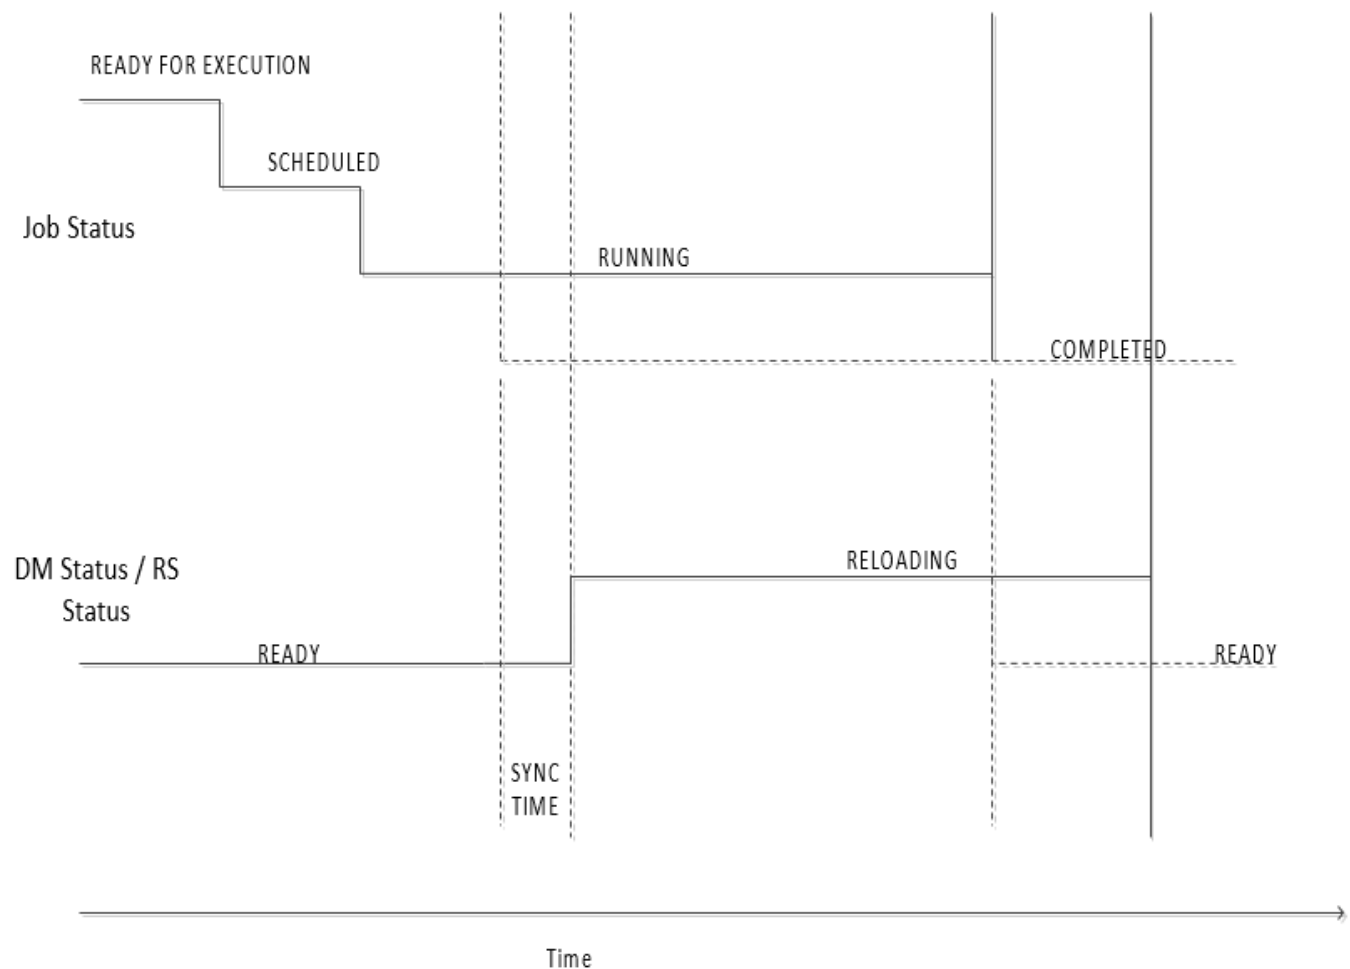 READY FOR EXECUTION
SCHEDULED
Job Status
RUNNING
COMPLETED
RELOADING
DM Status / RS
Status
READY
READY
SYNC
TIME
Time